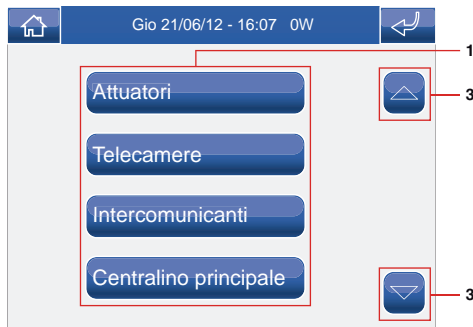 Gio 21/06/12 - 16:07 0W
1
Attuatori
3
Telecamere
Intercomunicanti
Centralino principale
3